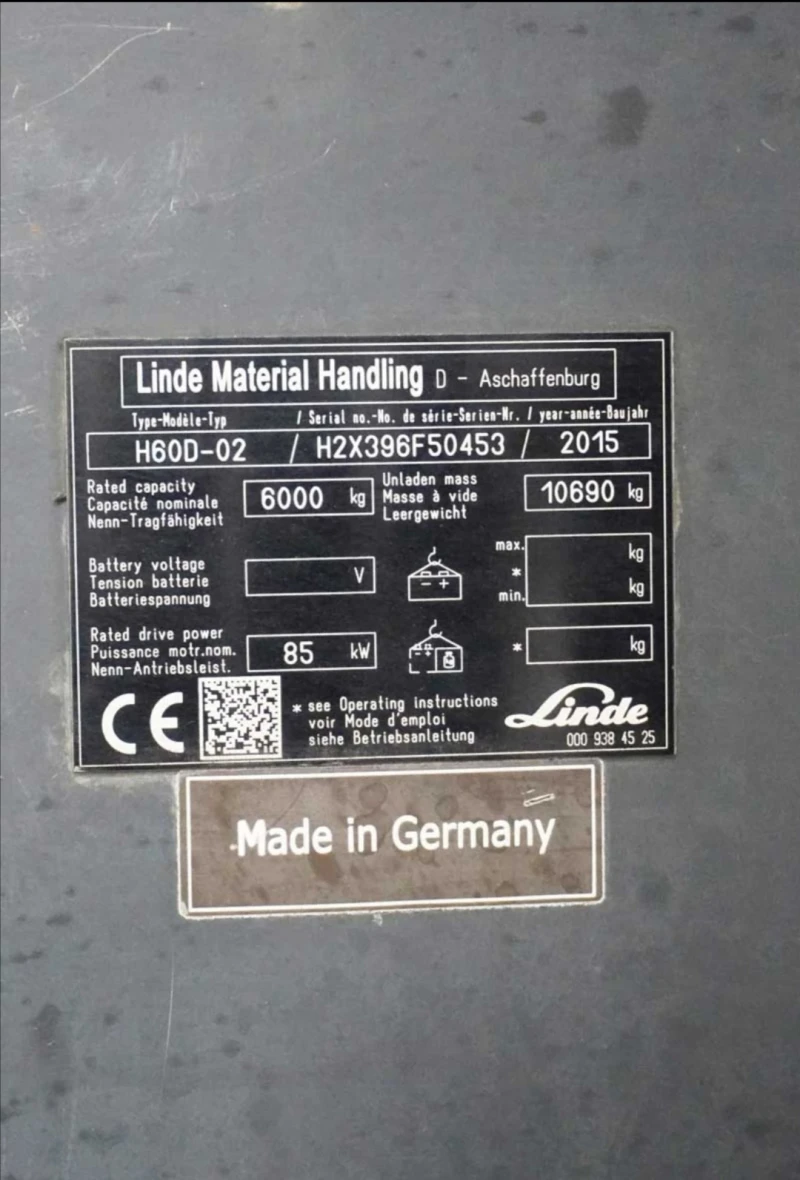 Linde Material Handling D - Aschaffenburg
Type-Modèle-Typ / Serial no.-No. de série-Serien-Nr. / year-année-Baujahr
H60D-02 / H2X396F50453 / 2015
Rated capacity
Capacité nominale
Nenn-Tragfähigkeit
6000 kg
Unladen mass
Masse à vide
Leergewicht
10690 kg
Battery voltage
Tension batterie
Batteriespannung
V
- +
max. kg
*
min. kg
Rated drive power
Puissance motr.nom.
Nenn-Antriebsleist.
85 kW
- +
* kg
CE
* see Operating instructions
voir Mode d'emploi
siehe Betriebsanleitung
Linde
000 938 45 25
Made in Germany